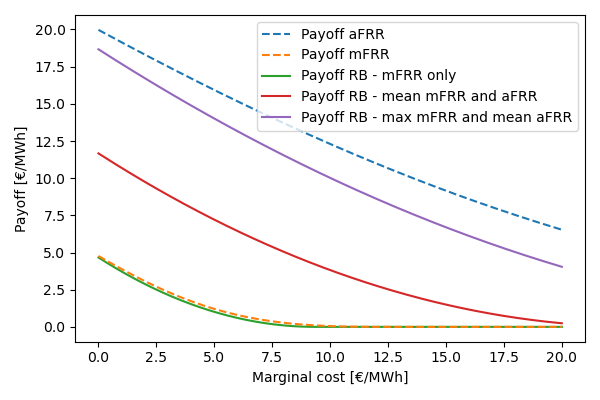 Payoff aFRR
Payoff mFRR
Payoff RB - mFRR only
Payoff RB - mean mFRR and aFRR
Payoff RB - max mFRR and mean aFRR
Payoff [€/MWh]
20.0
17.5
15.0
12.5
10.0
7.5
5.0
2.5
0.0
0.0 2.5 5.0 7.5 10.0 12.5 15.0 17.5 20.0
Marginal cost [€/MWh]